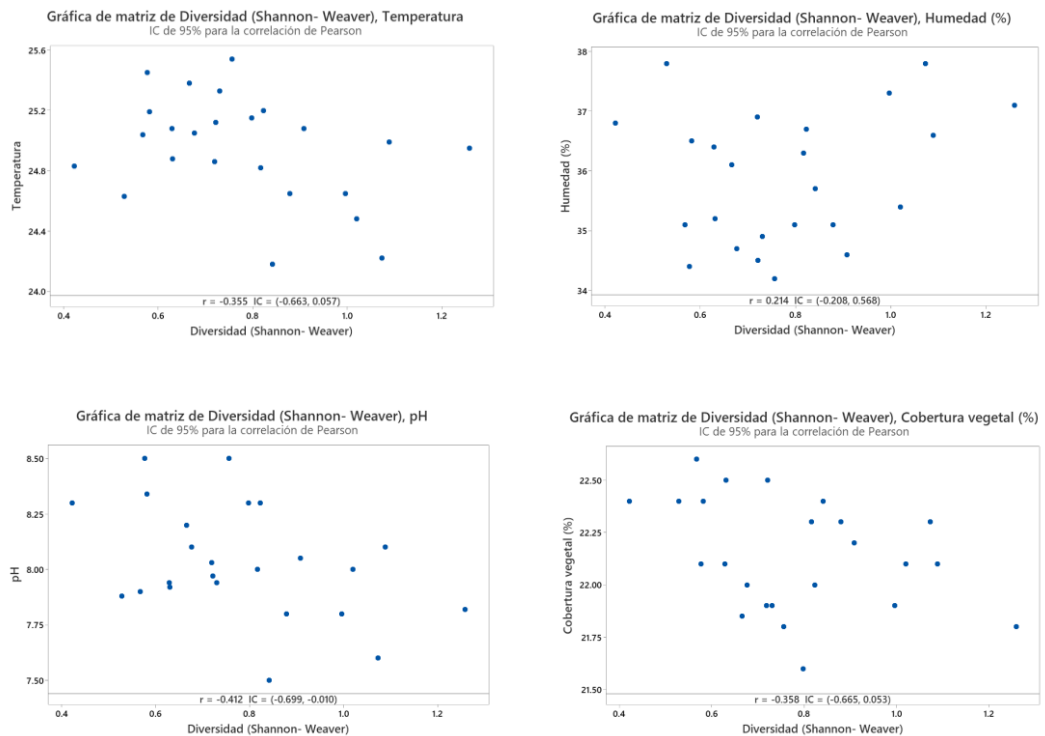 Gráfica de matriz de Diversidad (Shannon- Weaver), Temperatura
IC de 95% para la correlación de Pearson
25.6
25.2
24.8
24.4
24.0
Temperatura
r = -0.355 IC = (-0.663, 0.057)
0.4 0.6 0.8 1.0 1.2
Diversidad (Shannon- Weaver)
Gráfica de matriz de Diversidad (Shannon- Weaver), Humedad (%)
IC de 95% para la correlación de Pearson
38
37
36
35
34
Humedad (%)
r = 0.214 IC = (-0.208, 0.568)
0.4 0.6 0.8 1.0 1.2
Diversidad (Shannon- Weaver)
Gráfica de matriz de Diversidad (Shannon- Weaver), pH
IC de 95% para la correlación de Pearson
8.50
8.25
8.00
7.75
7.50
pH
r = -0.412 IC = (-0.699, -0.010)
0.4 0.6 0.8 1.0 1.2
Diversidad (Shannon- Weaver)
Gráfica de matriz de Diversidad (Shannon- Weaver), Cobertura vegetal (%)
IC de 95% para la correlación de Pearson
22.50
22.25
22.00
21.75
21.50
Cobertura vegetal (%)
r = -0.358 IC = (-0.665, 0.053)
0.4 0.6 0.8 1.0 1.2
Diversidad (Shannon- Weaver)